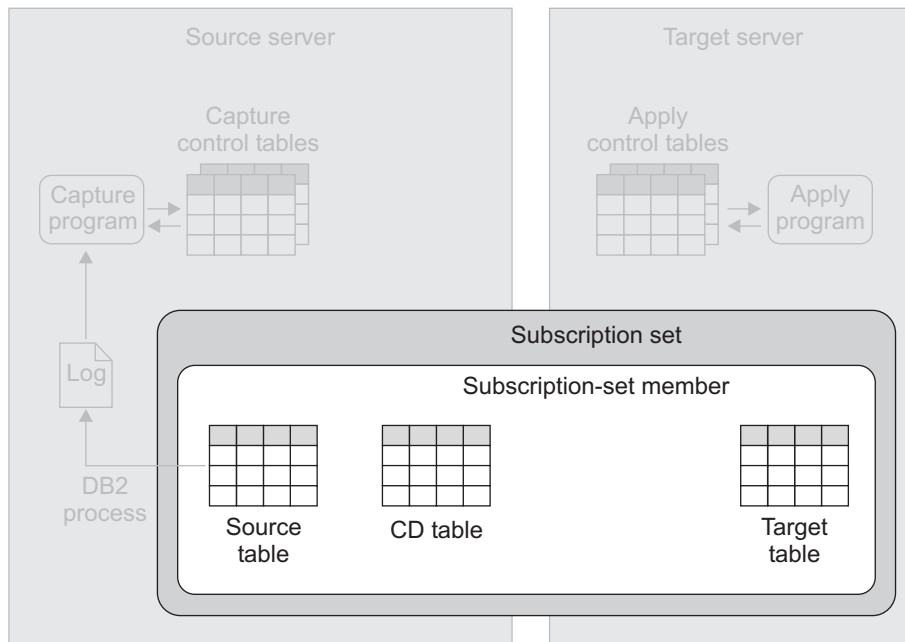 Source server
Target server
Capture
control tables
Apply
control tables
Capture
program
Apply
program
Subscription set
Subscription-set member
Log
DB2
process
Source
table
CD table
Target
table